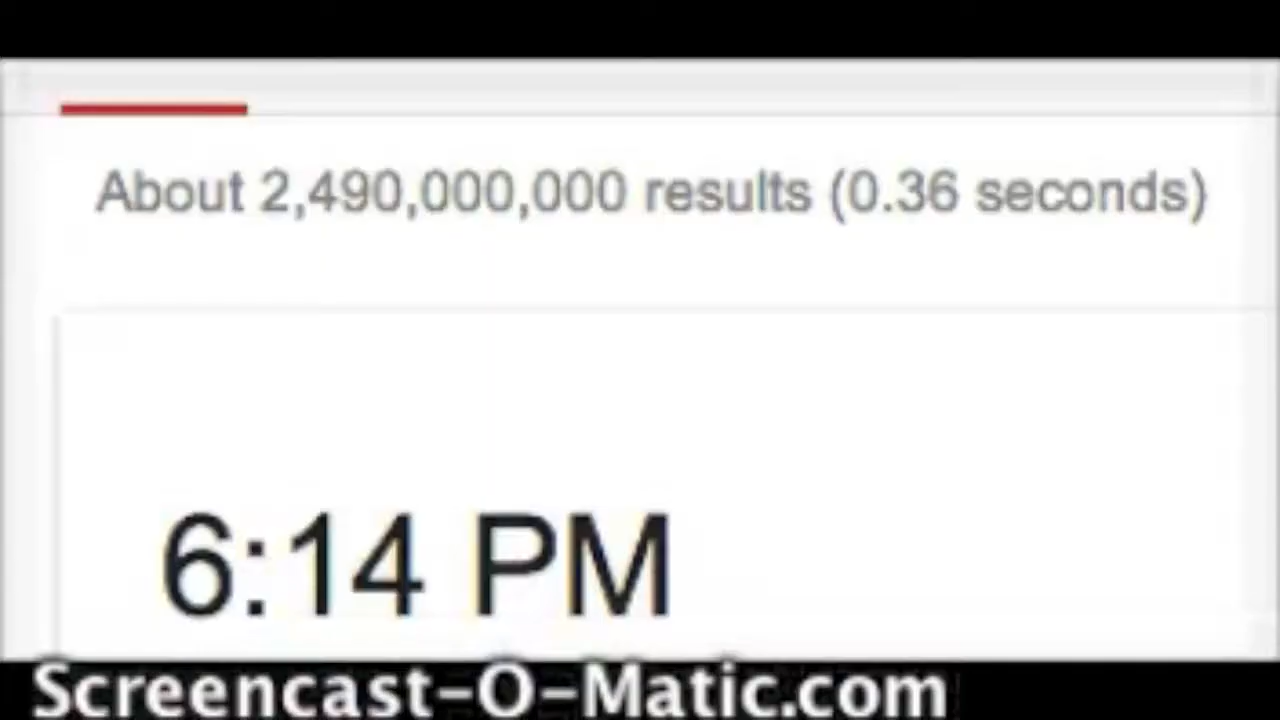 About 2,490,000,000 results (0.36 seconds)
6:14 PM
Screencast-O-Matic.com